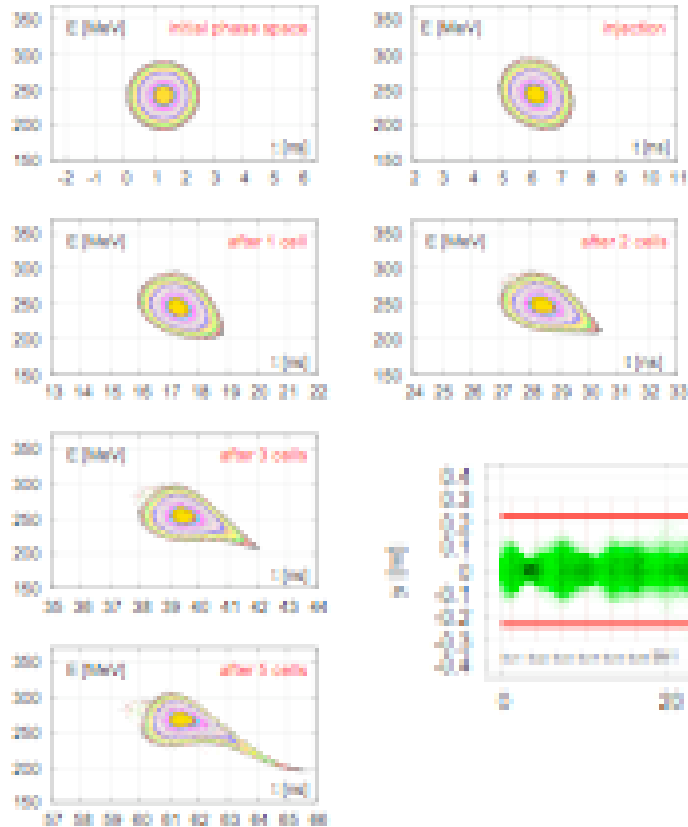 E [MeV] initial phase space
350
300
250
200
150
t [ns]
-2 -1 0 1 2 3 4 5 6
E [MeV] injection
350
300
250
200
150
t [ns]
2 3 4 5 6 7 8 9 10 11
E [MeV] after 1 cell
350
300
250
200
150
t [ns]
13 14 15 16 17 18 19 20 21 22
E [MeV] after 2 cells
350
300
250
200
150
t [ns]
24 25 26 27 28 29 30 31 32 33
E [MeV] after 3 cells
350
300
250
200
150
t [ns]
35 36 37 38 39 40 41 42 43 44
0.4
0.3
0.2
0.1
0
-0.1
-0.2
-0.3
-0.4
0 20
E [MeV] after 5 cells
350
300
250
200
150
t [ns]
57 58 59 60 61 62 63 64 65 66